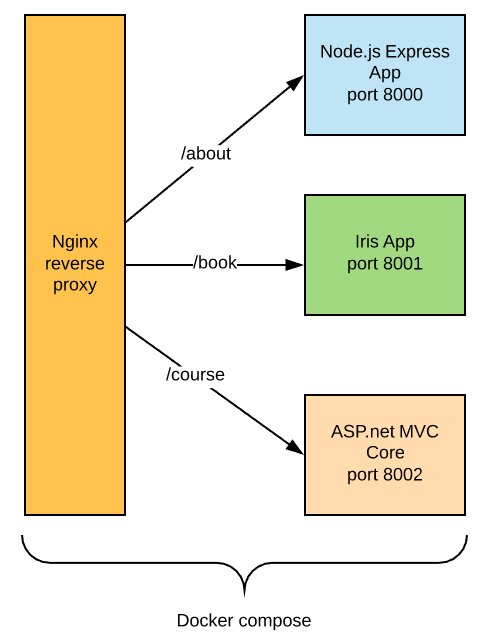 Node.js Express
App
port 8000
/about
Nginx
reverse
proxy
/book
Iris App
port 8001
/course
ASP.net MVC
Core
port 8002
Docker compose